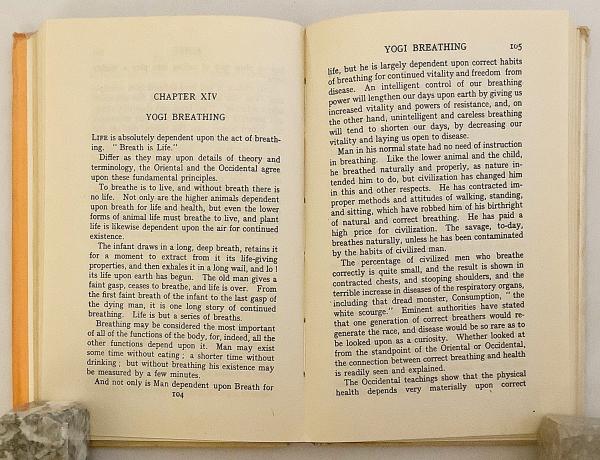 CHAPTER XIV
YOGI BREATHING
LIFE is absolutely dependent upon the act of breath-
ing. "Breath is Life."
Differ as they may upon details of theory and
terminology, the Oriental and the Occidental agree
upon these fundamental principles.
To breathe is to live, and without breath there is
no life. Not only are the higher animals dependent
upon breath for life and health, but even the lower
forms of animal life must breathe to live, and plant
life is likewise dependent upon the air for continued
existence.
The infant draws in a long, deep breath, retains it
for a moment to extract from it its life-giving
properties, and then exhales it in a long wail, and lo!
its life upon earth has begun. The old man gives a
faint gasp, ceases to breathe, and life is over. From
the first faint breath of the infant to the last gasp of
the dying man, it is one long story of continued
breathing. Life is but a series of breaths.
Breathing may be considered the most important
of all of the functions of the body, for, indeed, all the
other functions depend upon it. Man may exist
some time without eating; a shorter time without
drinking; but without breathing his existence may
be measured by a few minutes.
And not only is Man dependent upon Breath for
104
YOGI BREATHING 105
life, but he is largely dependent upon correct habits
of breathing for continued vitality and freedom from
disease. An intelligent control of our breathing
power will lengthen our days upon earth by giving us
increased vitality and powers of resistance, and, on
the other hand, unintelligent and careless breathing
will tend to shorten our days, by decreasing our
vitality and laying us open to disease.
Man in his normal state had no need of instruction
in breathing. Like the lower animal and the child,
he breathed naturally and properly, as nature in-
tended him to do, but civilization has changed him
in this and other respects. He has contracted im-
proper methods and attitudes of walking, standing,
and sitting, which have robbed him of his birthright
of natural and correct breathing. He has paid a
high price for civilization. The savage, to-day,
breathes naturally, unless he has been contaminated
by the habits of civilized man.
The percentage of civilized men who breathe
correctly is quite small, and the result is shown in
contracted chests, and stooping shoulders, and the
terrible increase in diseases of the respiratory organs,
including that dread monster, Consumption, "the
white scourge." Eminent authorities have stated
that one generation of correct breathers would re-
generate the race, and disease would be so rare as to
be looked upon as a curiosity. Whether looked at
from the standpoint of the Oriental or Occidental,
the connection between correct breathing and health
is readily seen and explained.
The Occidental teachings show that the physical
health depends very materially upon correct